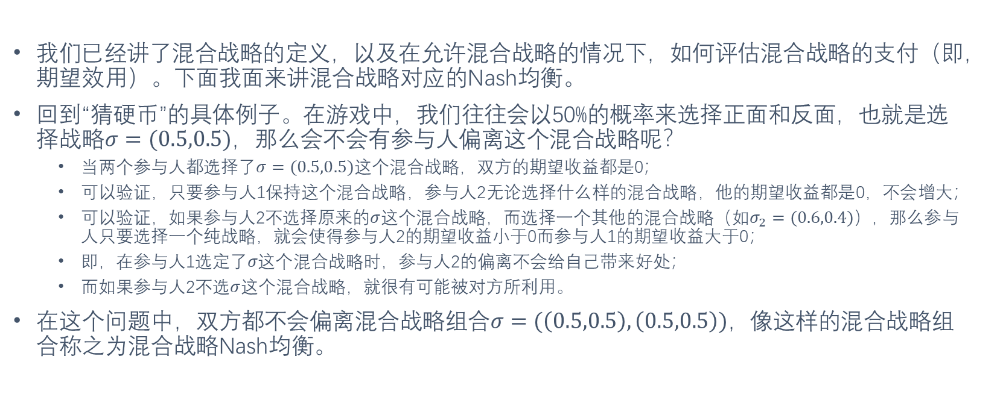 • 我们已经讲了混合战略的定义，以及在允许混合战略的情况下，如何评估混合战略的支付（即，
期望效用）。下面我面来讲混合战略对应的Nash均衡。
• 回到“猜硬币”的具体例子。在游戏中，我们往往会以50%的概率来选择正面和反面，也就是选
择战略σ = (0.5,0.5)，那么会不会有参与人偏离这个混合战略呢？
• 当两个参与人都选择了σ = (0.5,0.5)这个混合战略，双方的期望收益都是0；
• 可以验证，只要参与人1保持这个混合战略，参与人2无论选择什么样的混合战略，他的期望收益都是0，不会增大；
• 可以验证，如果参与人2不选择原来的σ这个混合战略，而选择一个其他的混合战略（如σ₂ = (0.6,0.4)），那么参与
人只要选择一个纯战略，就会使得参与人2的期望收益小于0而参与人1的期望收益大于0；
• 即，在参与人1选定了σ这个混合战略时，参与人2的偏离不会给自己带来好处；
• 而如果参与人2不选σ这个混合战略，就很有可能被对方所利用。
• 在这个问题中，双方都不会偏离混合战略组合σ = ((0.5,0.5), (0.5,0.5))，像这样的混合战略组
合称之为混合战略Nash均衡。